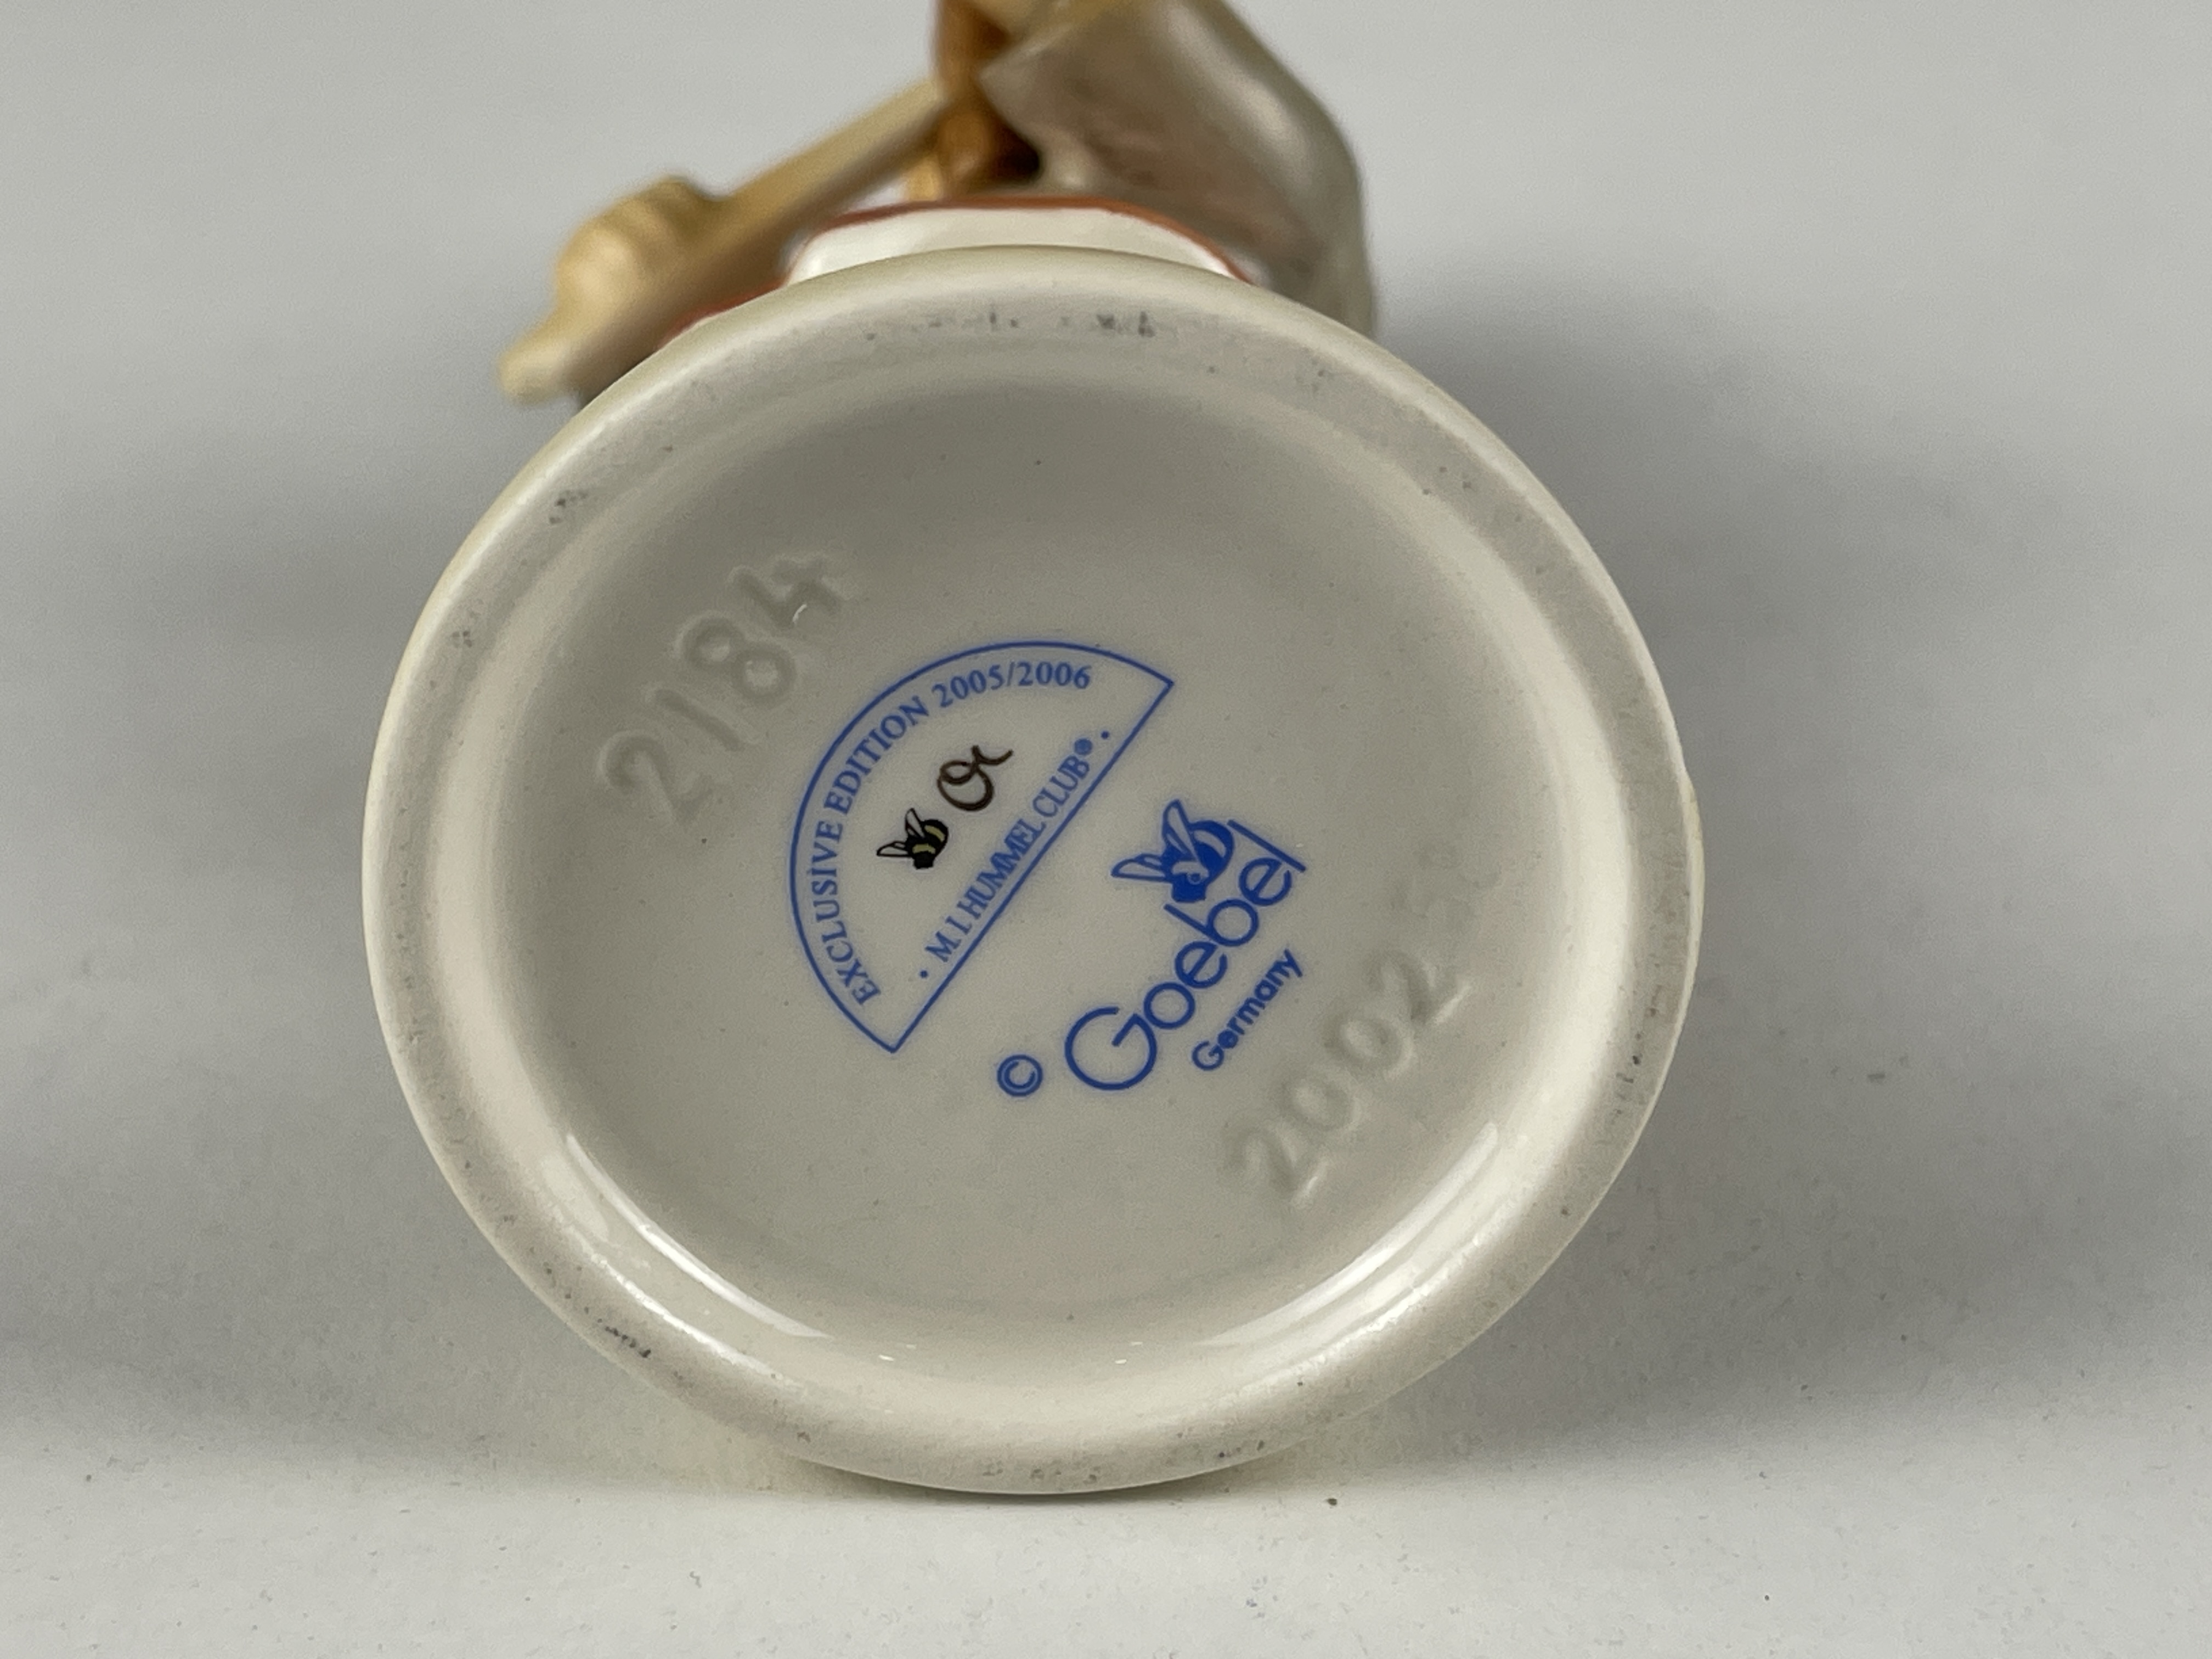 2184
EXCLUSIVE EDITION 2005/2006
· M I HUMMEL CLUB® ·
© Goebel
Germany
2002